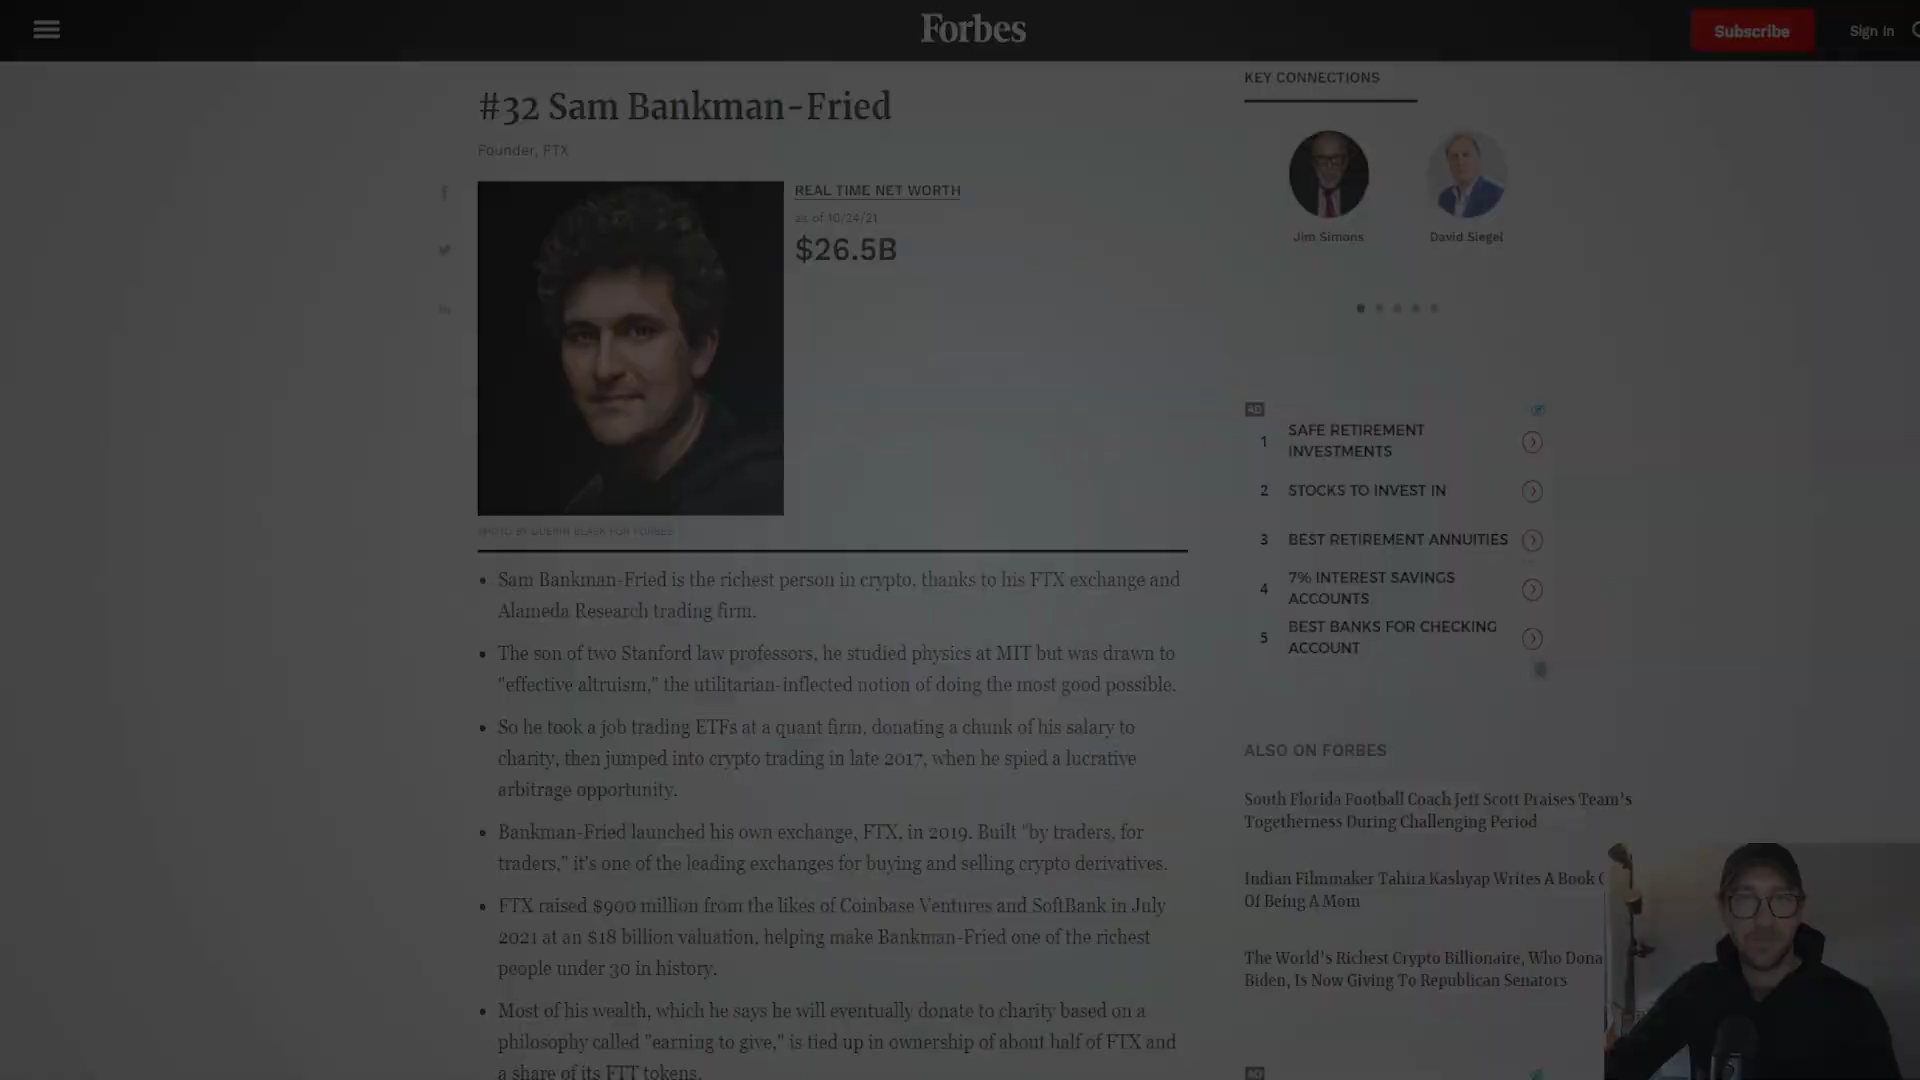 Forbes
Subscribe
Sign In
#32 Sam Bankman-Fried
Founder, FTX
REAL TIME NET WORTH
as of 10/24/21
$26.5B
PHOTO BY GUERIN BLASK FOR FORBES
• Sam Bankman-Fried is the richest person in crypto, thanks to his FTX exchange and
Alameda Research trading firm.
• The son of two Stanford law professors, he studied physics at MIT but was drawn to
"effective altruism," the utilitarian-inflected notion of doing the most good possible.
• So he took a job trading ETFs at a quant firm, donating a chunk of his salary to
charity, then jumped into crypto trading in late 2017, when he spied a lucrative
arbitrage opportunity.
• Bankman-Fried launched his own exchange, FTX, in 2019. Built "by traders, for
traders," it's one of the leading exchanges for buying and selling crypto derivatives.
• FTX raised $900 million from the likes of Coinbase Ventures and SoftBank in July
2021 at an $18 billion valuation, helping make Bankman-Fried one of the richest
people under 30 in history.
• Most of his wealth, which he says he will eventually donate to charity based on a
philosophy called "earning to give," is tied up in ownership of about half of FTX and
a share of its FTT tokens.
KEY CONNECTIONS
Jim Simons
David Siegel
AD
1 SAFE RETIREMENT
INVESTMENTS
2 STOCKS TO INVEST IN
3 BEST RETIREMENT ANNUITIES
4 7% INTEREST SAVINGS
ACCOUNTS
5 BEST BANKS FOR CHECKING
ACCOUNT
ALSO ON FORBES
South Florida Football Coach Jeff Scott Praises Team's
Togetherness During Challenging Period
Indian Filmmaker Tahira Kashyap Writes A Book
Of Being A Mom
The World's Richest Crypto Billionaire, Who Dona
Biden, Is Now Giving To Republican Senators
AD